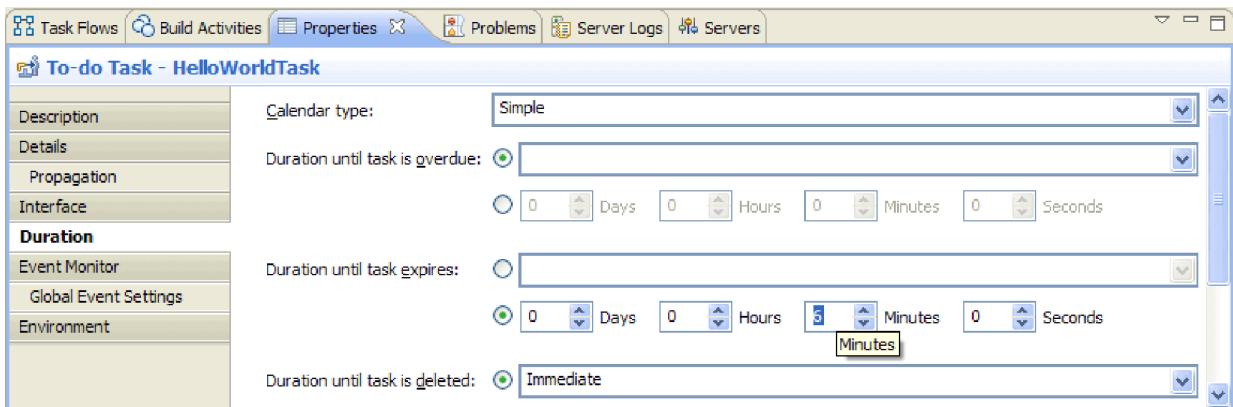 Task Flows Build Activities Properties Problems Server Logs Servers
To-do Task - HelloWorldTask
Description
Details
Propagation
Interface
Duration
Event Monitor
Global Event Settings
Environment
Calendar type: Simple
Duration until task is overdue:
0 Days 0 Hours 0 Minutes 0 Seconds
Duration until task expires:
0 Days 0 Hours 5 Minutes 0 Seconds
Minutes
Duration until task is deleted: Immediate